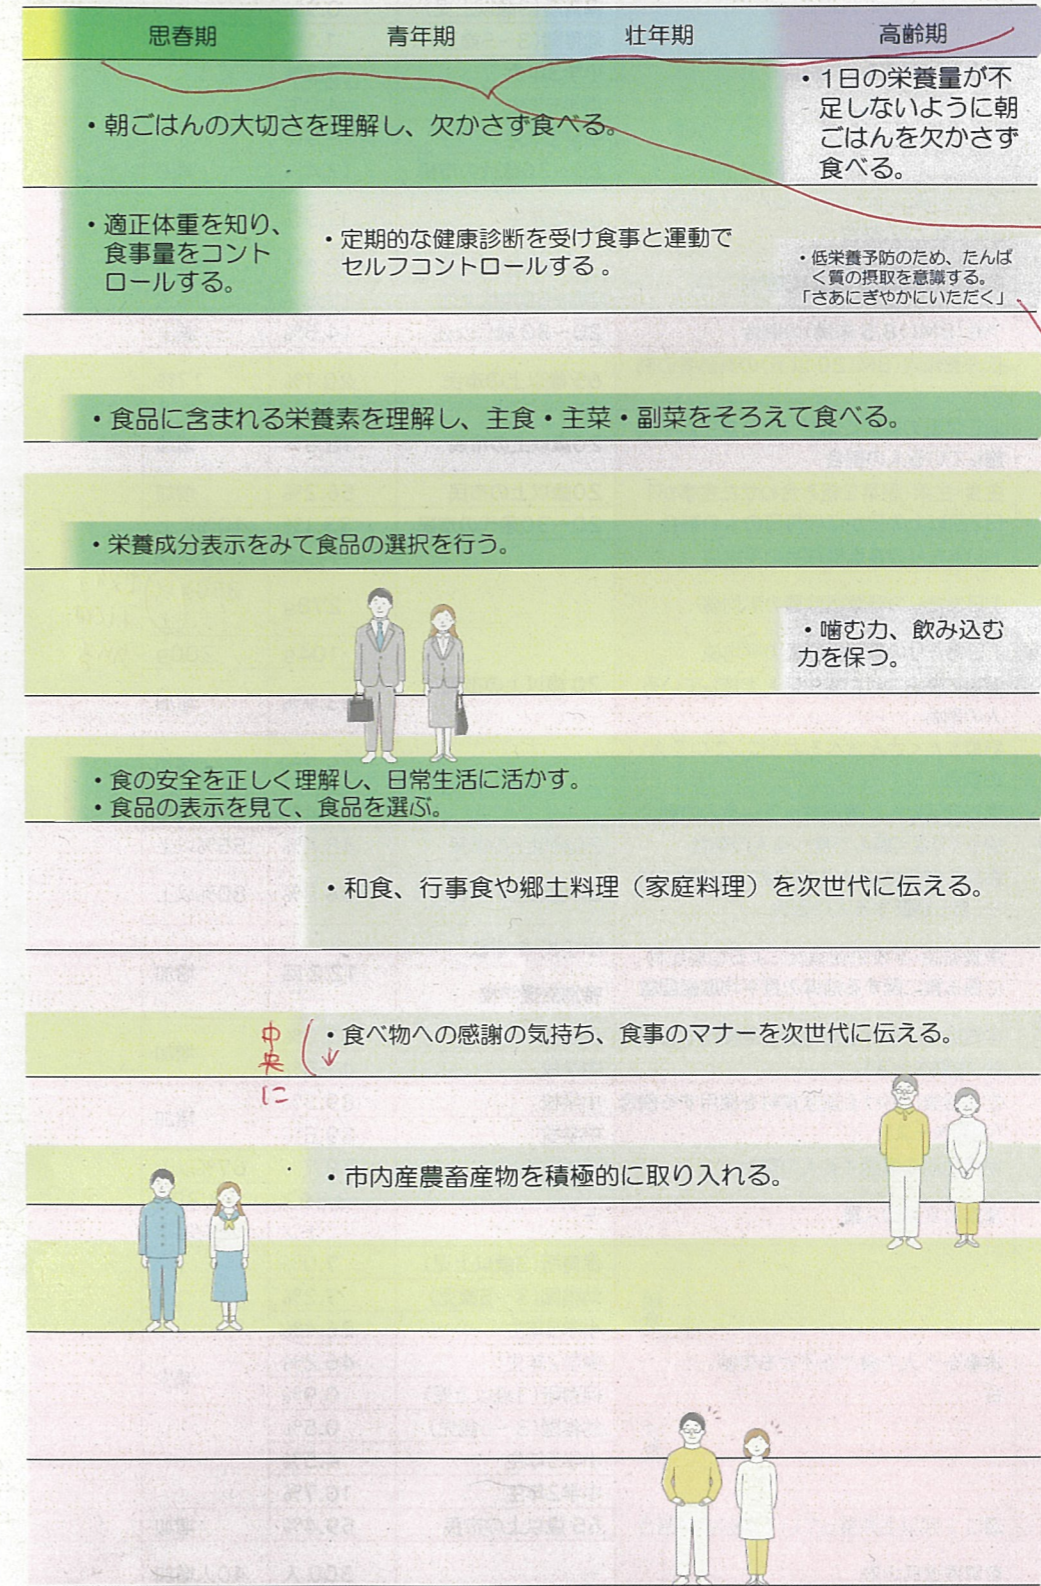 思春期 青年期 壮年期 高齢期
・朝ごはんの大切さを理解し、欠かさず食べる。
・1日の栄養量が不
足しないように朝
ごはんを欠かさず
食べる。
・適正体重を知り、
食事量をコント
ロールする。
・定期的な健康診断を受け食事と運動で
セルフコントロールする。
・低栄養予防のため、たんぱ
く質の摂取を意識する。
「さあにぎやかにいただく」
・食品に含まれる栄養素を理解し、主食・主菜・副菜をそろえて食べる。
・栄養成分表示をみて食品の選択を行う。
・噛む力、飲み込む
力を保つ。
・食の安全を正しく理解し、日常生活に活かす。
・食品の表示を見て、食品を選ぶ。
・和食、行事食や郷土料理（家庭料理）を次世代に伝える。
中央に
・食べ物への感謝の気持ち、食事のマナーを次世代に伝える。
・市内産農畜産物を積極的に取り入れる。